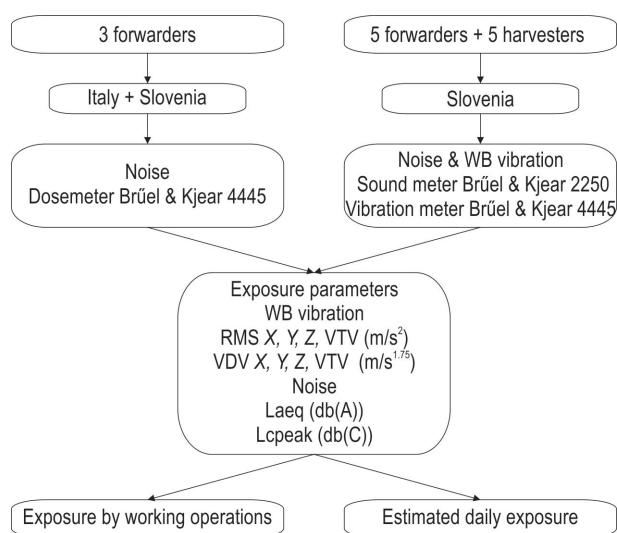 3 forwarders
5 forwarders + 5 harvesters
Italy + Slovenia
Slovenia
Noise
Dosemeter Brűel & Kjear 4445
Noise & WB vibration
Sound meter Brűel & Kjear 2250
Vibration meter Brűel & Kjear 4445
Exposure parameters
WB vibration
RMS X, Y, Z, VTV (m/s²)
VDV X, Y, Z, VTV (m/s¹·⁷⁵)
Noise
Laeq (db(A))
Lcpeak (db(C))
Exposure by working operations
Estimated daily exposure